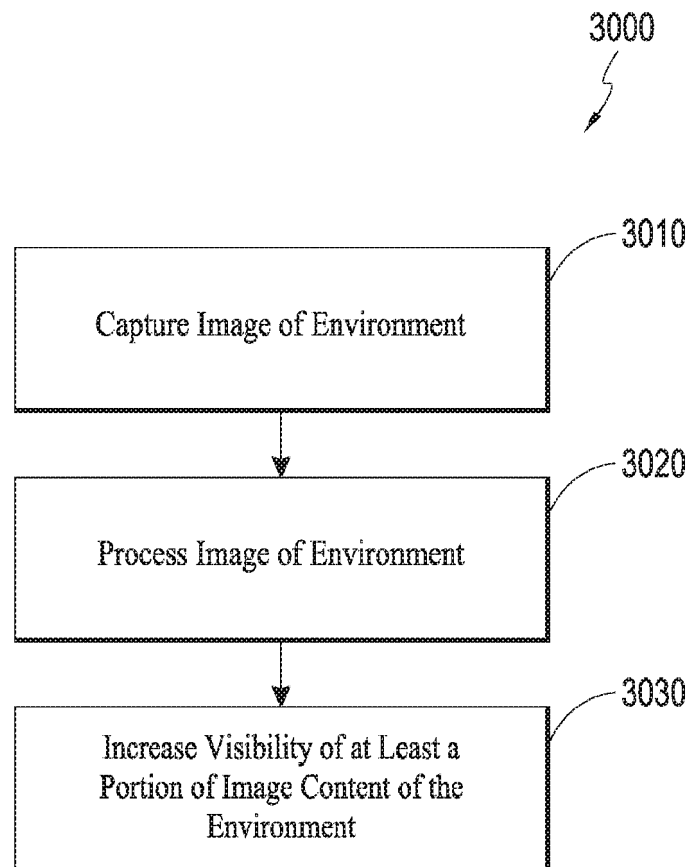 3000
3010
Capture Image of Environment
3020
Process Image of Environment
3030
Increase Visibility of at Least a
Portion of Image Content of the
Environment